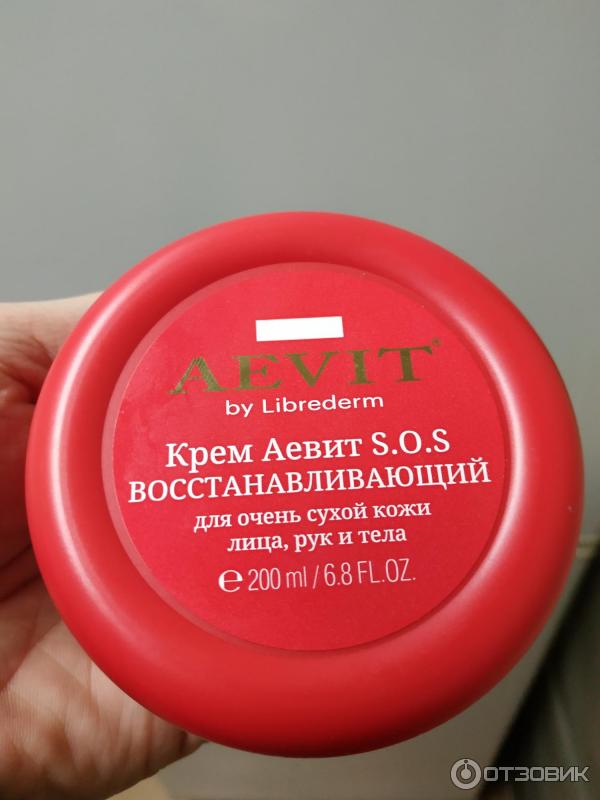 AEVIT®
by Librederm
Крем Аевит S.O.S
ВОССТАНАВЛИВАЮЩИЙ
для очень сухой кожи
лица, рук и тела
℮ 200 ml / 6.8 FL.OZ.
ОТЗОВИК